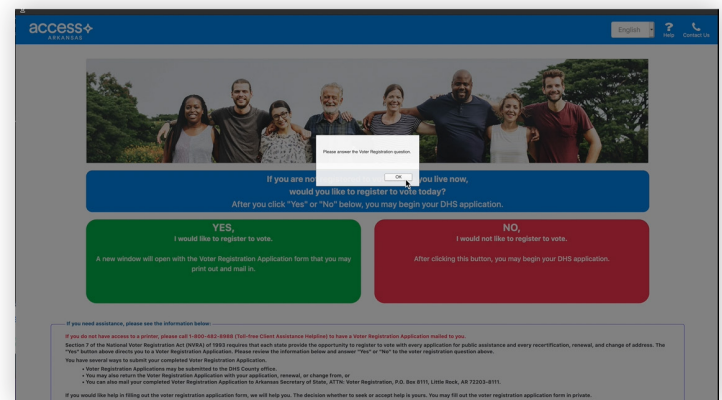 access
ARKANSAS
English
Help
Contact Us
Please answer the Voter Registration question.
OK
If you are not you live now,
would you like to register to vote today?
After you click "Yes" or "No" below, you may begin your DHS application.
YES,
I would like to register to vote.
A new window will open with the Voter Registration Application form that you may
print out and mail in.
NO,
I would not like to register to vote.
After clicking this button, you may begin your DHS application.
If you need assistance, please see the information below:
If you do not have access to a printer, please call 1-800-482-8988 (Toll-free Client Assistance Helpline) to have a Voter Registration Application mailed to you.
Section 7 of the National Voter Registration Act (NVRA) of 1993 requires that each state provide the opportunity to register to vote with every application for public assistance and every recertification, renewal, and change of address. The
"Yes" button above directs you to a Voter Registration Application. Please review the information below and answer "Yes" or "No" to the voter registration question above.
You have several ways to submit your completed Voter Registration Application.
• Voter Registration Applications may be submitted to the DHS County office.
• You may also return the Voter Registration Application with your application, renewal, or change from, or
• You can also mail your completed Voter Registration Application to Arkansas Secretary of State, ATTN: Voter Registration, P.O. Box 8111, Little Rock, AR 72203-8111.
If you would like help in filling out the voter registration application form, we will help you. The decision whether to seek or accept help is yours. You may fill out the voter registration application form in private.